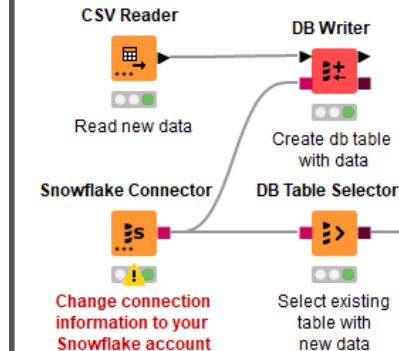 CSV Reader
DB Writer
Read new data
Create db table
with data
Snowflake Connector
DB Table Selector
S
Change connection
information to your
Snowflake account
Select existing
table with
new data